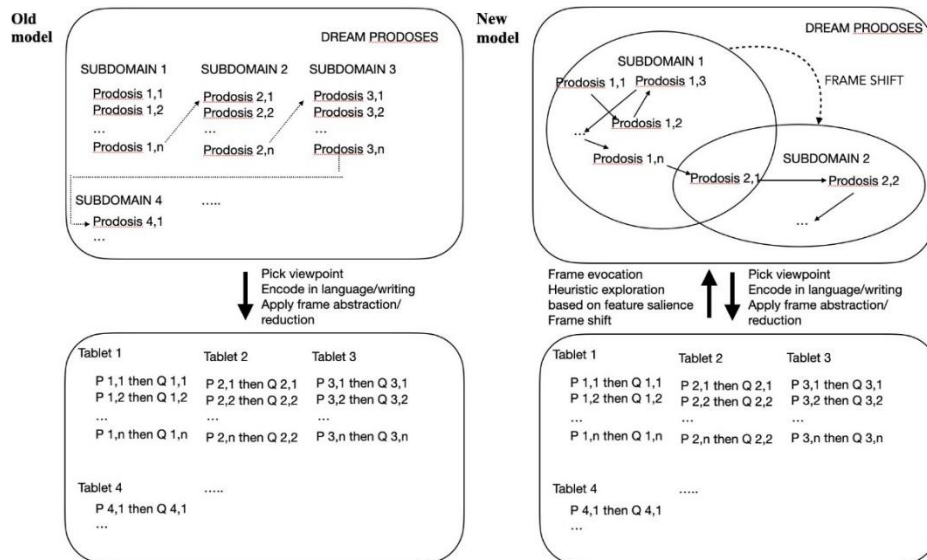 Old
model
DREAM PRODOSES
SUBDOMAIN 1
SUBDOMAIN 2
SUBDOMAIN 3
Prodosis 1,1
Prodosis 1,2
...
Prodosis 1,n
Prodosis 2,1
Prodosis 2,2
...
Prodosis 2,n
Prodosis 3,1
Prodosis 3,2
...
Prodosis 3,n
SUBDOMAIN 4
.....
Prodosis 4,1
...
Pick viewpoint
Encode in language/writing
Apply frame abstraction/
reduction
Tablet 1
Tablet 2
Tablet 3
P 1,1 then Q 1,1
P 1,2 then Q 1,2
...
P 1,n then Q 1,n
P 2,1 then Q 2,1
P 2,2 then Q 2,2
...
P 2,n then Q 2,2
P 3,1 then Q 3,1
P 3,2 then Q 3,2
...
P 3,n then Q 3,n
Tablet 4
.....
P 4,1 then Q 4,1
...
New
model
DREAM PRODOSES
SUBDOMAIN 1
Prodosis 1,1
Prodosis 1,3
FRAME SHIFT
...
Prodosis 1,2
Prodosis 1,n
SUBDOMAIN 2
Prodosis 2,1
Prodosis 2,2
...
Frame evocation
Heuristic exploration
based on feature salience
Frame shift
Pick viewpoint
Encode in language/writing
Apply frame abstraction/
reduction
Tablet 1
Tablet 2
Tablet 3
P 1,1 then Q 1,1
P 1,2 then Q 1,2
...
P 1,n then Q 1,n
P 2,1 then Q 2,1
P 2,2 then Q 2,2
...
P 2,n then Q 2,2
P 3,1 then Q 3,1
P 3,2 then Q 3,2
...
P 3,n then Q 3,n
Tablet 4
.....
P 4,1 then Q 4,1
...